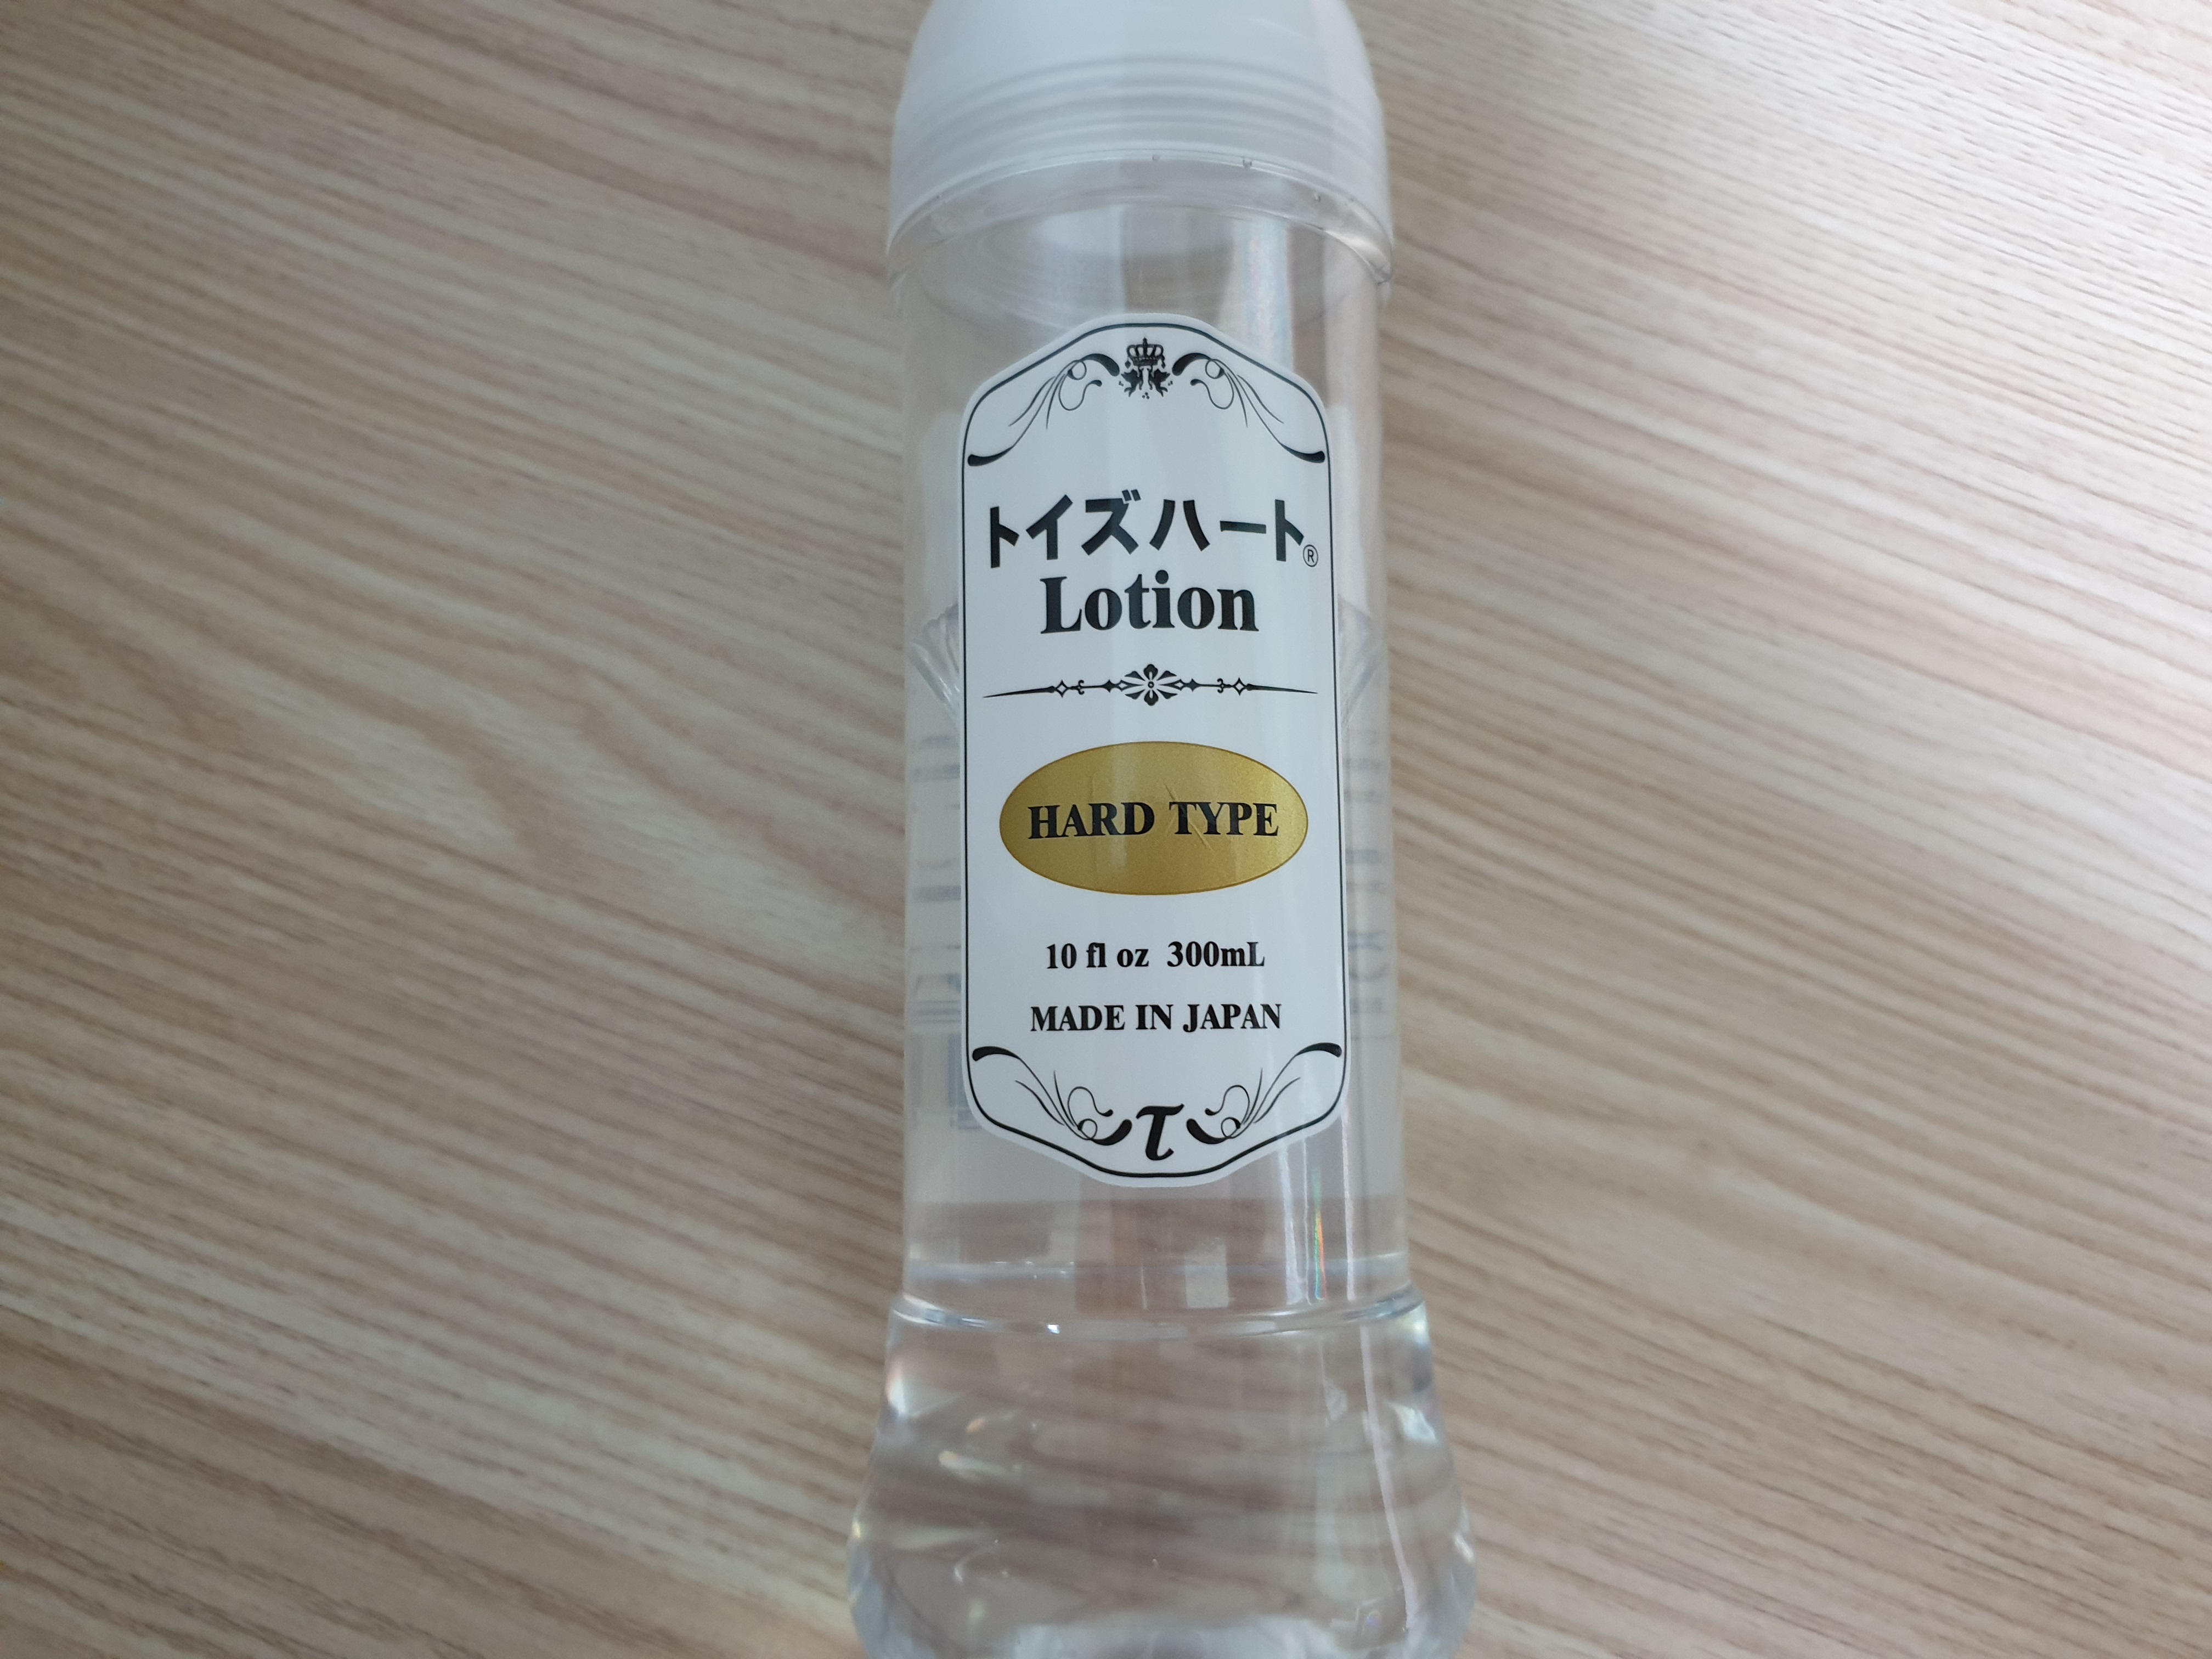 トイズハート®
Lotion
HARD TYPE
10 fl oz 300mL
MADE IN JAPAN
τ